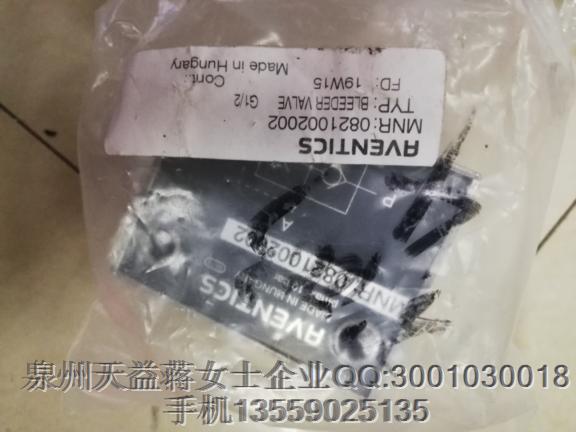 AVENTICS
MNR: 0821002002
TYP: BLEEDER VALVE G1/2
FD: 19W15
Cont.:
Made in Hungary
MNR: 0821002002
MADE IN HUNGARY
AVENTICS
泉州天益蒋女士企业QQ:3001030018
手机13559025135